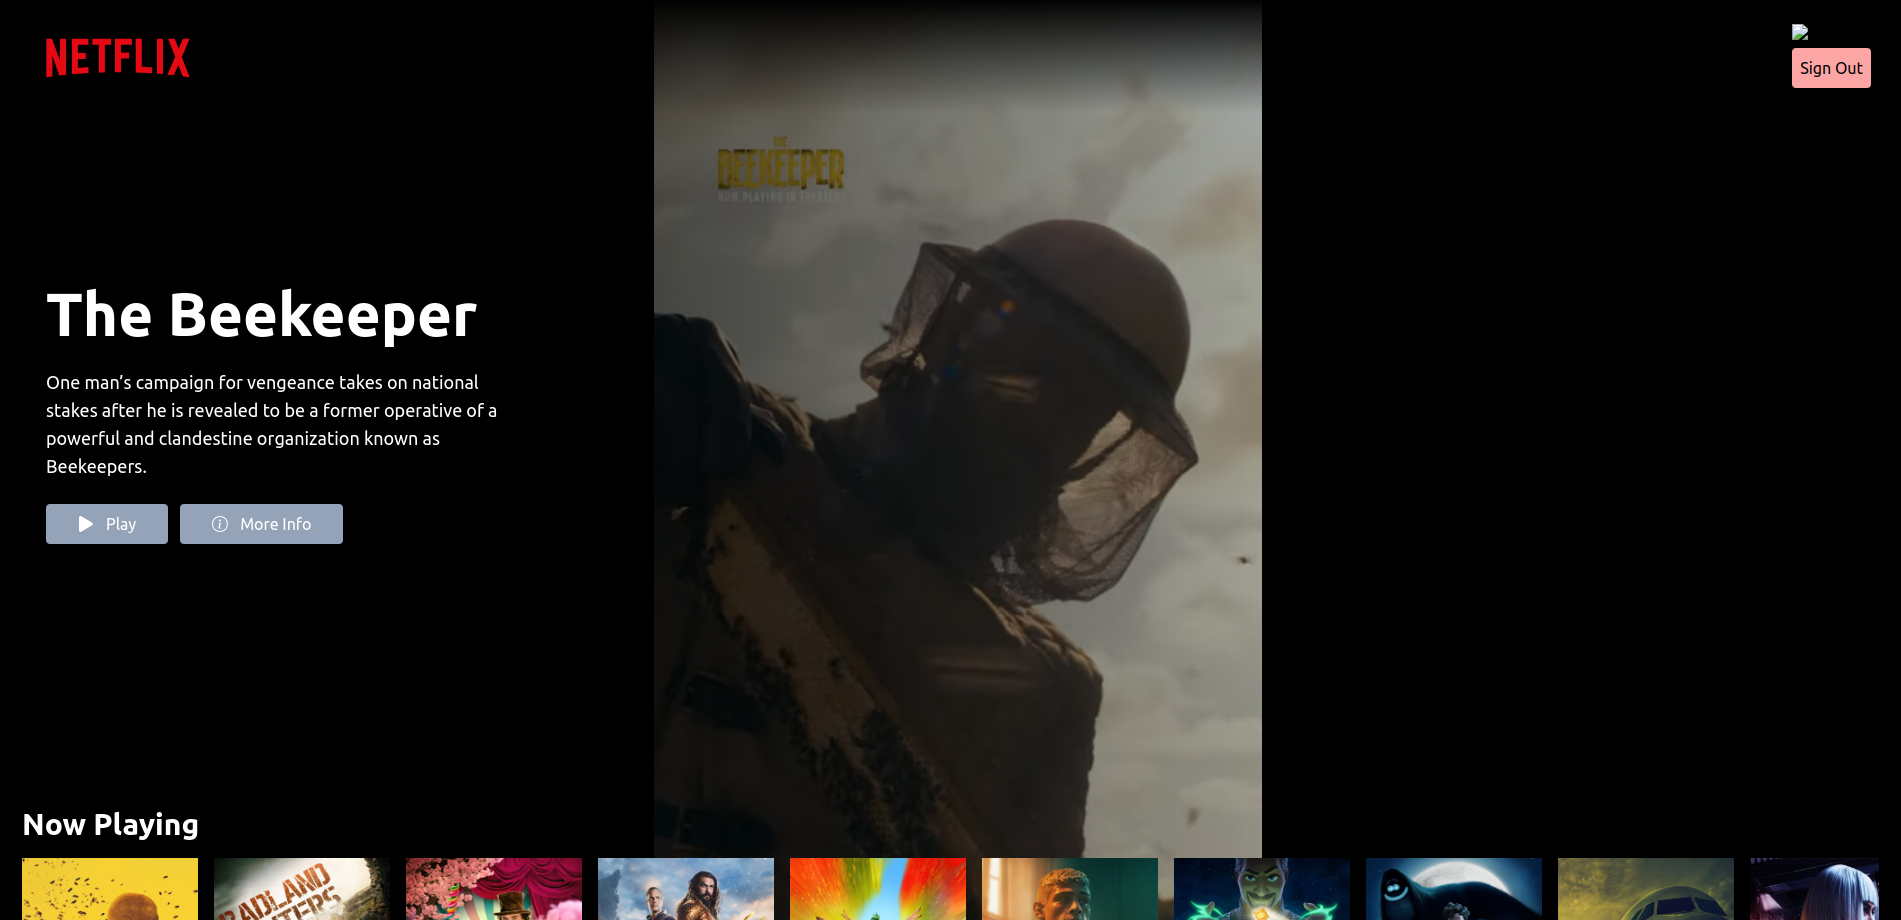 NETFLIX
Sign Out
THE
BEEKEEPER
NOW PLAYING IN THEATERS
The Beekeeper
One man’s campaign for vengeance takes on national
stakes after he is revealed to be a former operative of a
powerful and clandestine organization known as
Beekeepers.
Play
More Info
Now Playing